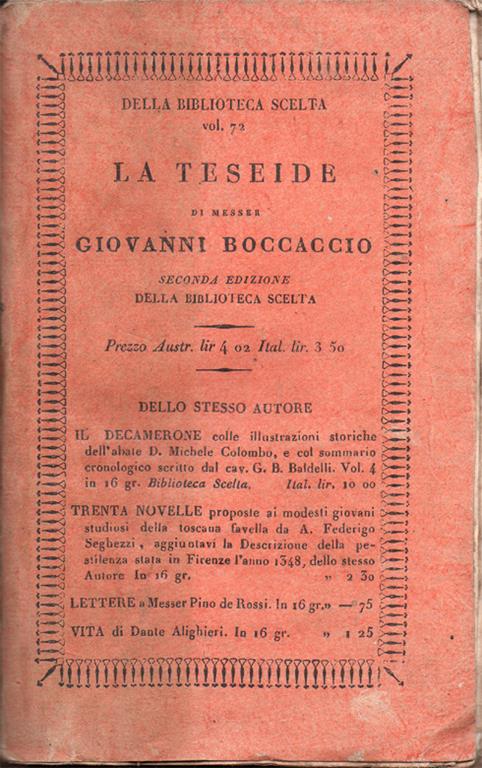 DELLA BIBLIOTECA SCELTA
vol. 72
LA TESEIDE
DI MESSER
GIOVANNI BOCCACCIO
SECONDA EDIZIONE
DELLA BIBLIOTECA SCELTA
Prezzo Austr. lir 4 02 Ital. lir. 3 50
DELLO STESSO AUTORE
IL DECAMERONE colle illustrazioni storiche
dell'abate D. Michele Colombo, e col sommario
cronologico scritto dal cav. G. B. Baldelli. Vol. 4
in 16 gr. Biblioteca Scelta. Ital. lir. 10 00
TRENTA NOVELLE proposte ai modesti giovani
studiosi della toscana favella da A. Federigo
Seghezzi, aggiuntavi la Descrizione della pe-
stilenza stata in Firenze l'anno 1348, dello stesso
Autore In 16 gr. „ 2 30
LETTERE a Messer Pino de Rossi. In 16 gr.„ — 75
VITA di Dante Alighieri. In 16 gr. „ 1 25